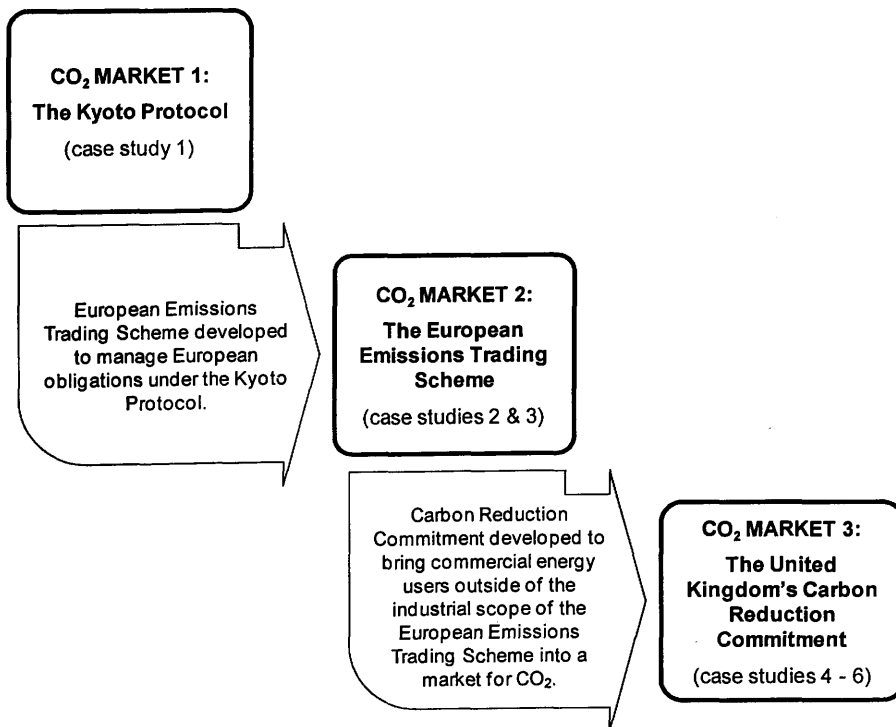 CO₂ MARKET 1:
The Kyoto Protocol
(case study 1)
European Emissions
Trading Scheme developed
to manage European
obligations under the Kyoto
Protocol.
CO₂ MARKET 2:
The European
Emissions Trading
Scheme
(case studies 2 & 3)
Carbon Reduction
Commitment developed to
bring commercial energy
users outside of the
industrial scope of the
European Emissions
Trading Scheme into a
market for CO₂.
CO₂ MARKET 3:
The United
Kingdom's Carbon
Reduction
Commitment
(case studies 4 - 6)